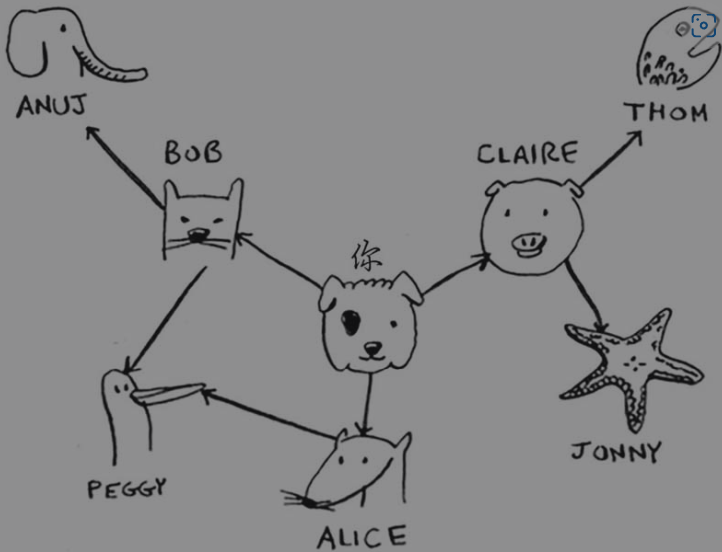 ANUJ
THOM
BOB
CLAIRE
你
JONNY
PEGGY
ALICE